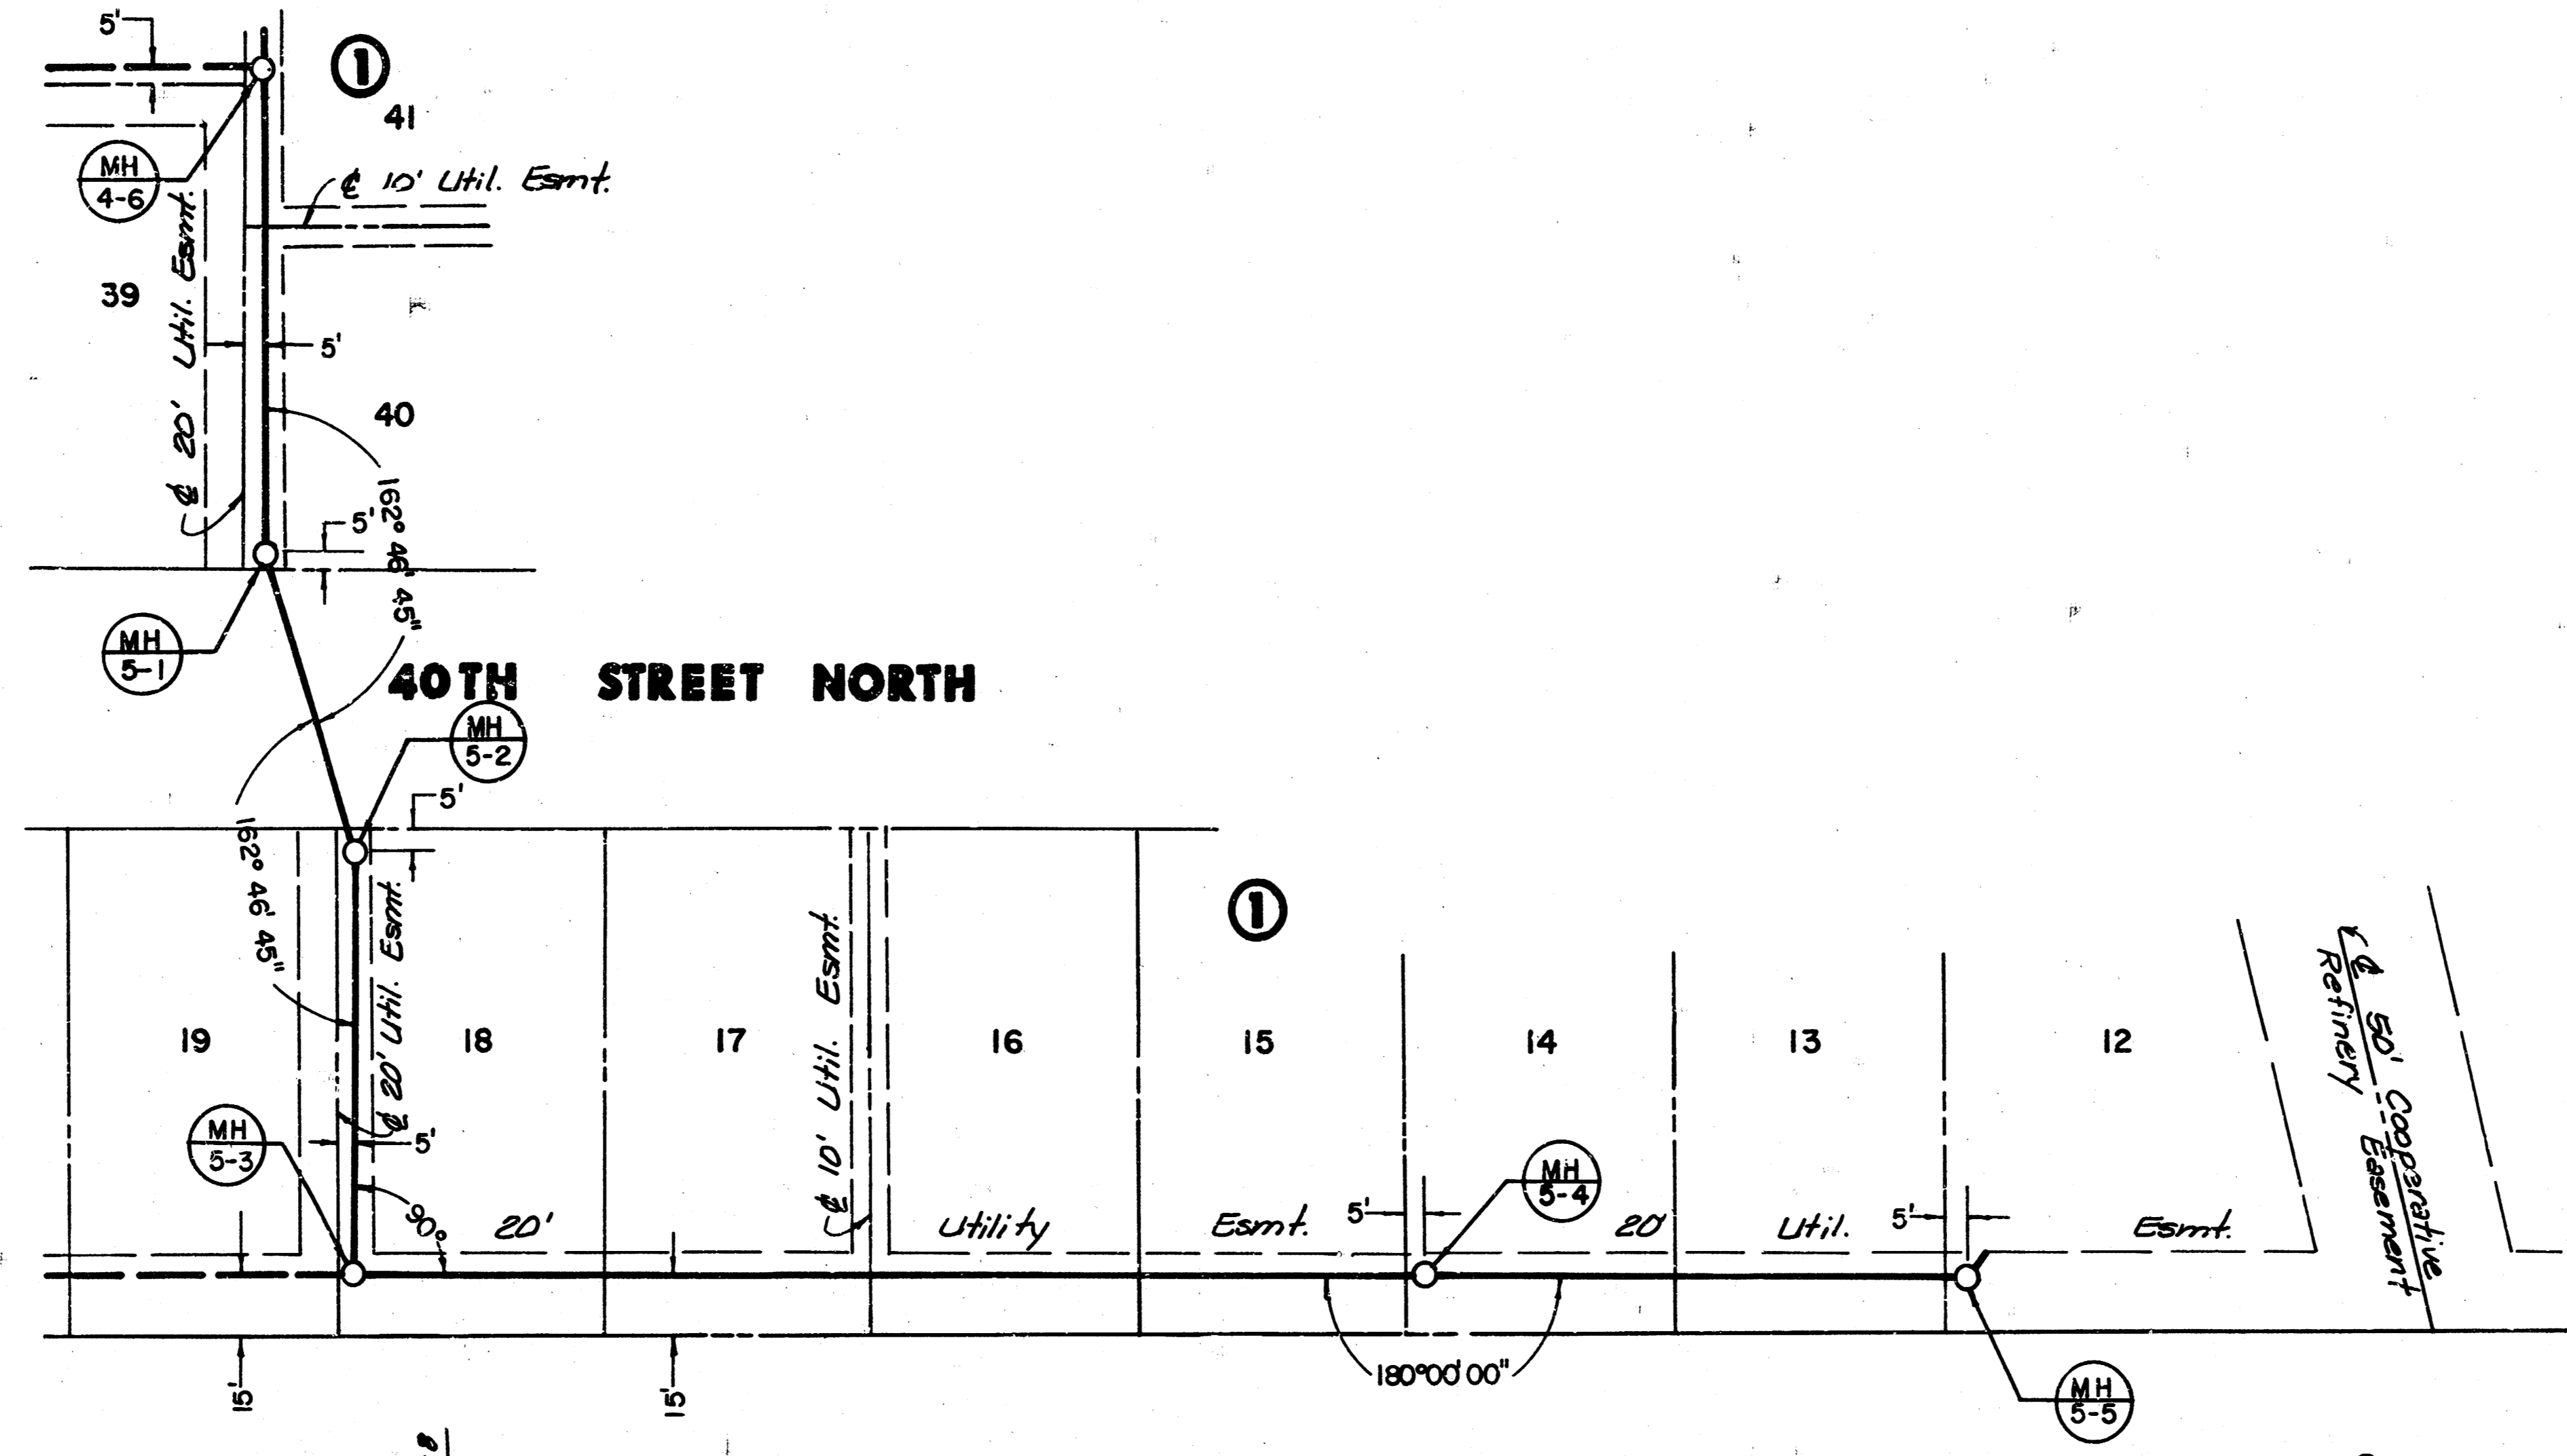 5'
1
41
MH
4-6
℄ 10' Util. Esmt.
39
℄ 20' Util. Esmt.
5'
40
5'
162° 46' 45"
MH
5-1
40TH STREET NORTH
MH
5-2
5'
162° 46' 45"
℄ 20' Util. Esmt.
℄ 10' Util. Esmt.
1
℄ 50' Cooperative
Refinery Easement
19
18
17
16
15
14
13
12
MH
5-3
5'
90°
20' Utility Esmt.
5'
MH
5-4
20' Util. Esmt.
5'
180°00'00"
MH
5-5
15'
15'
8